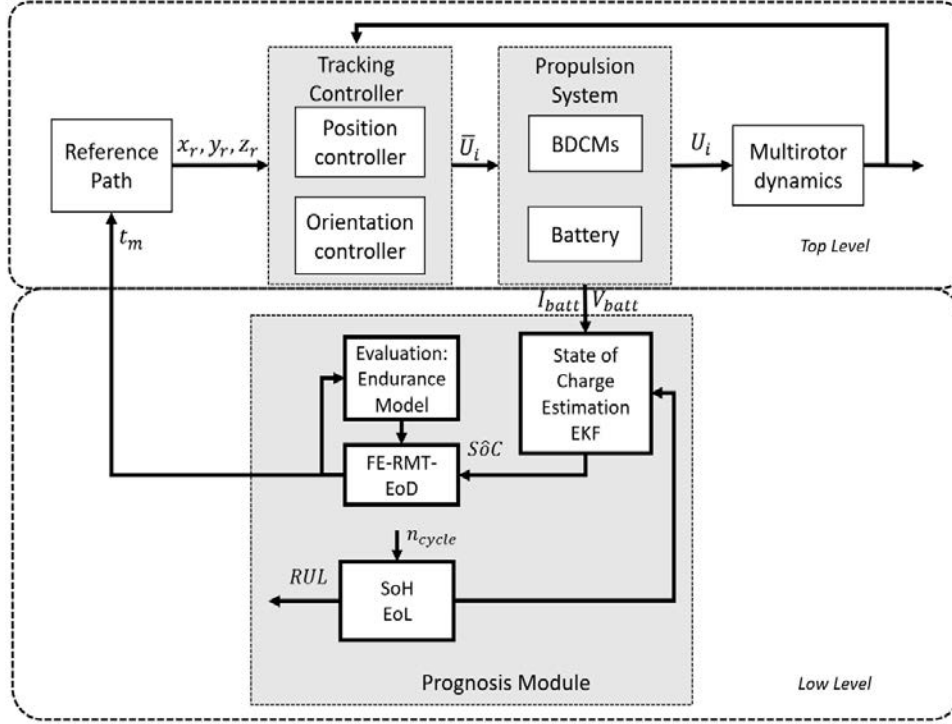 Tracking
Controller
Propulsion
System
Reference
Path
x_r, y_r, z_r
Position
controller
Orientation
controller
U̅_i
BDCMs
Battery
U_i
Multirotor
dynamics
t_m
Top Level
I_batt V_batt
Evaluation:
Endurance
Model
State of
Charge
Estimation
EKF
FE-RMT-
EoD
SôC
n_cycle
RUL
SoH
EoL
Prognosis Module
Low Level